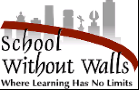 School
Without Walls
Where Learning Has No Limits